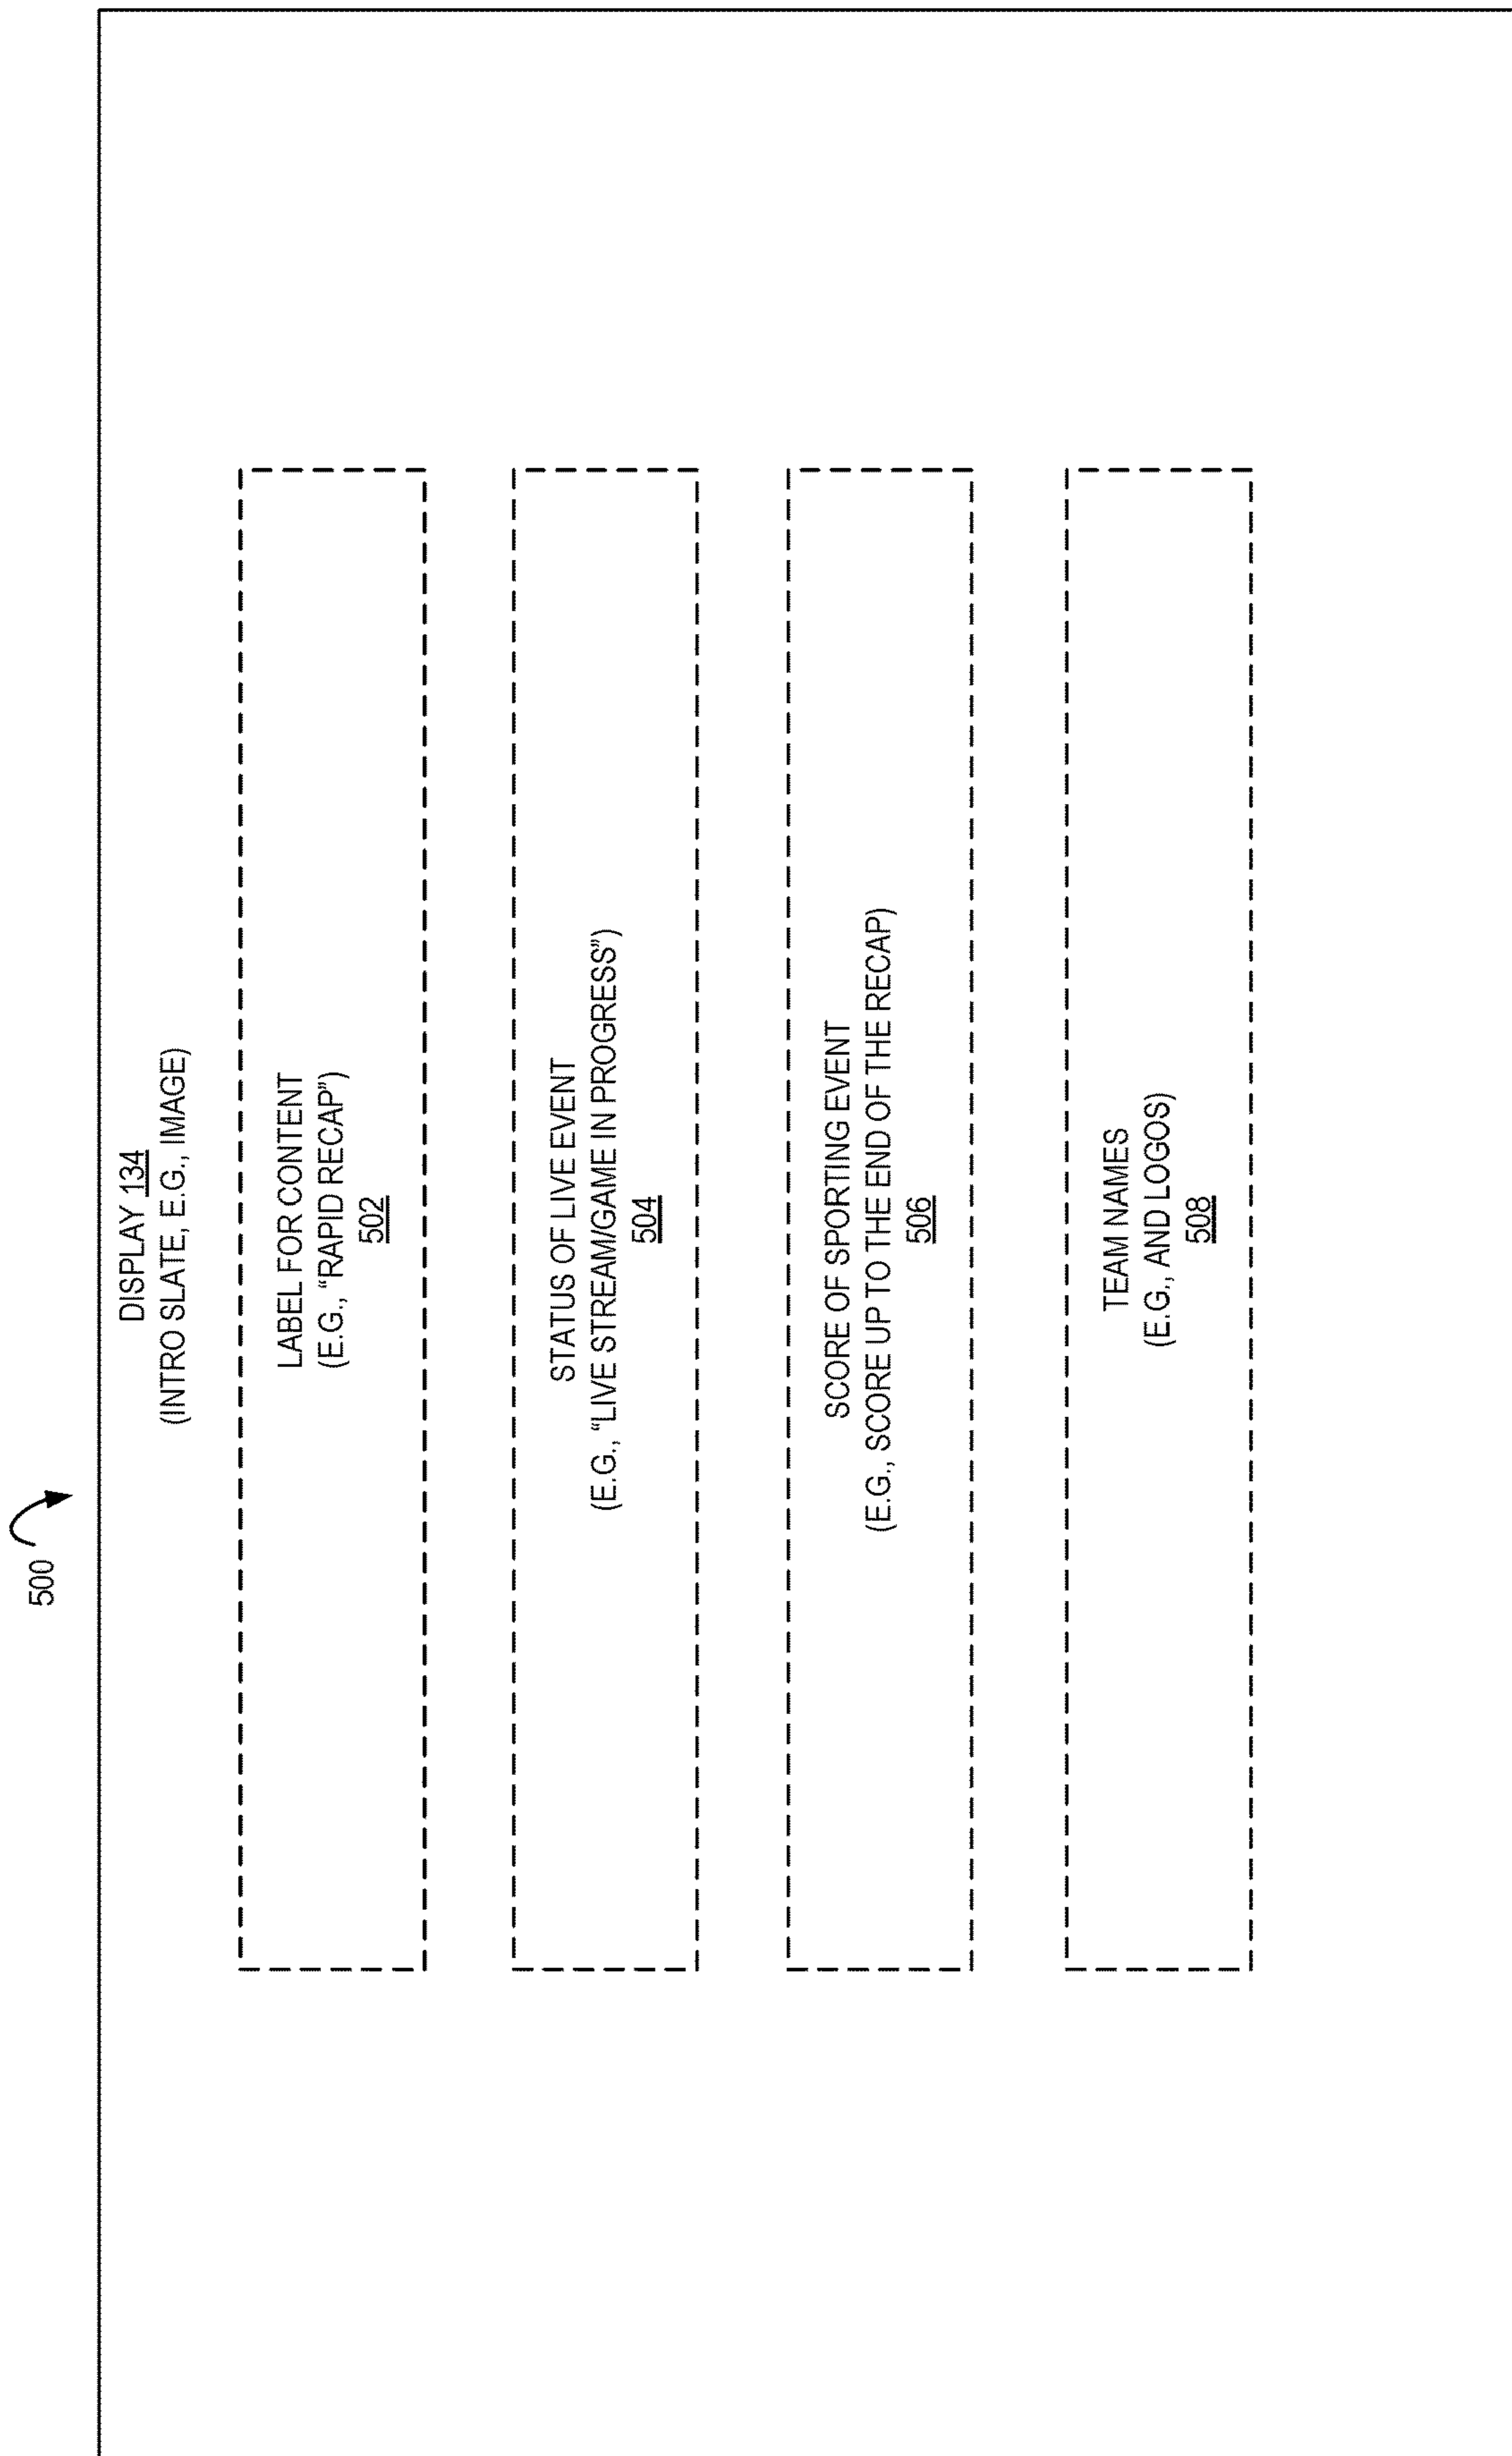 500
DISPLAY 134
(INTRO SLATE, E.G., IMAGE)
LABEL FOR CONTENT
(E.G., “RAPID RECAP”)
502
STATUS OF LIVE EVENT
(E.G., “LIVE STREAM/GAME IN PROGRESS”)
504
SCORE OF SPORTING EVENT
(E.G., SCORE UP TO THE END OF THE RECAP)
506
TEAM NAMES
(E.G., AND LOGOS)
508